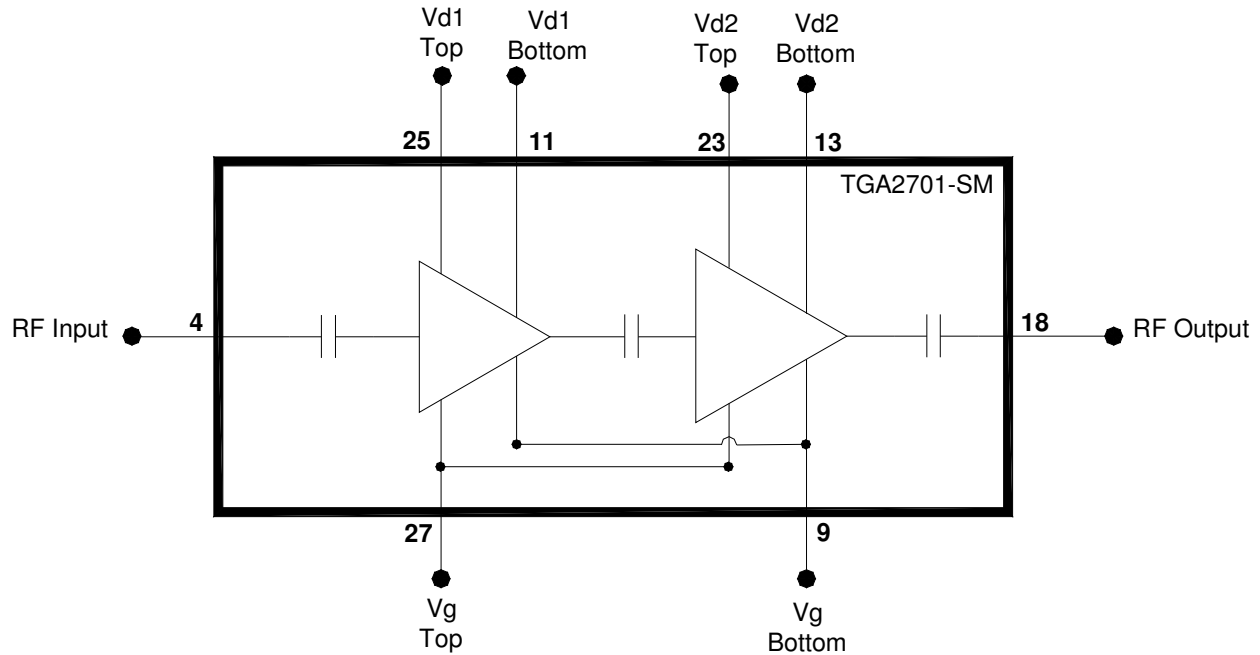 Vd1
Top
Vd1
Bottom
Vd2
Top
Vd2
Bottom
25
11
23
13
TGA2701-SM
RF Input
4
18
RF Output
27
9
Vg
Top
Vg
Bottom